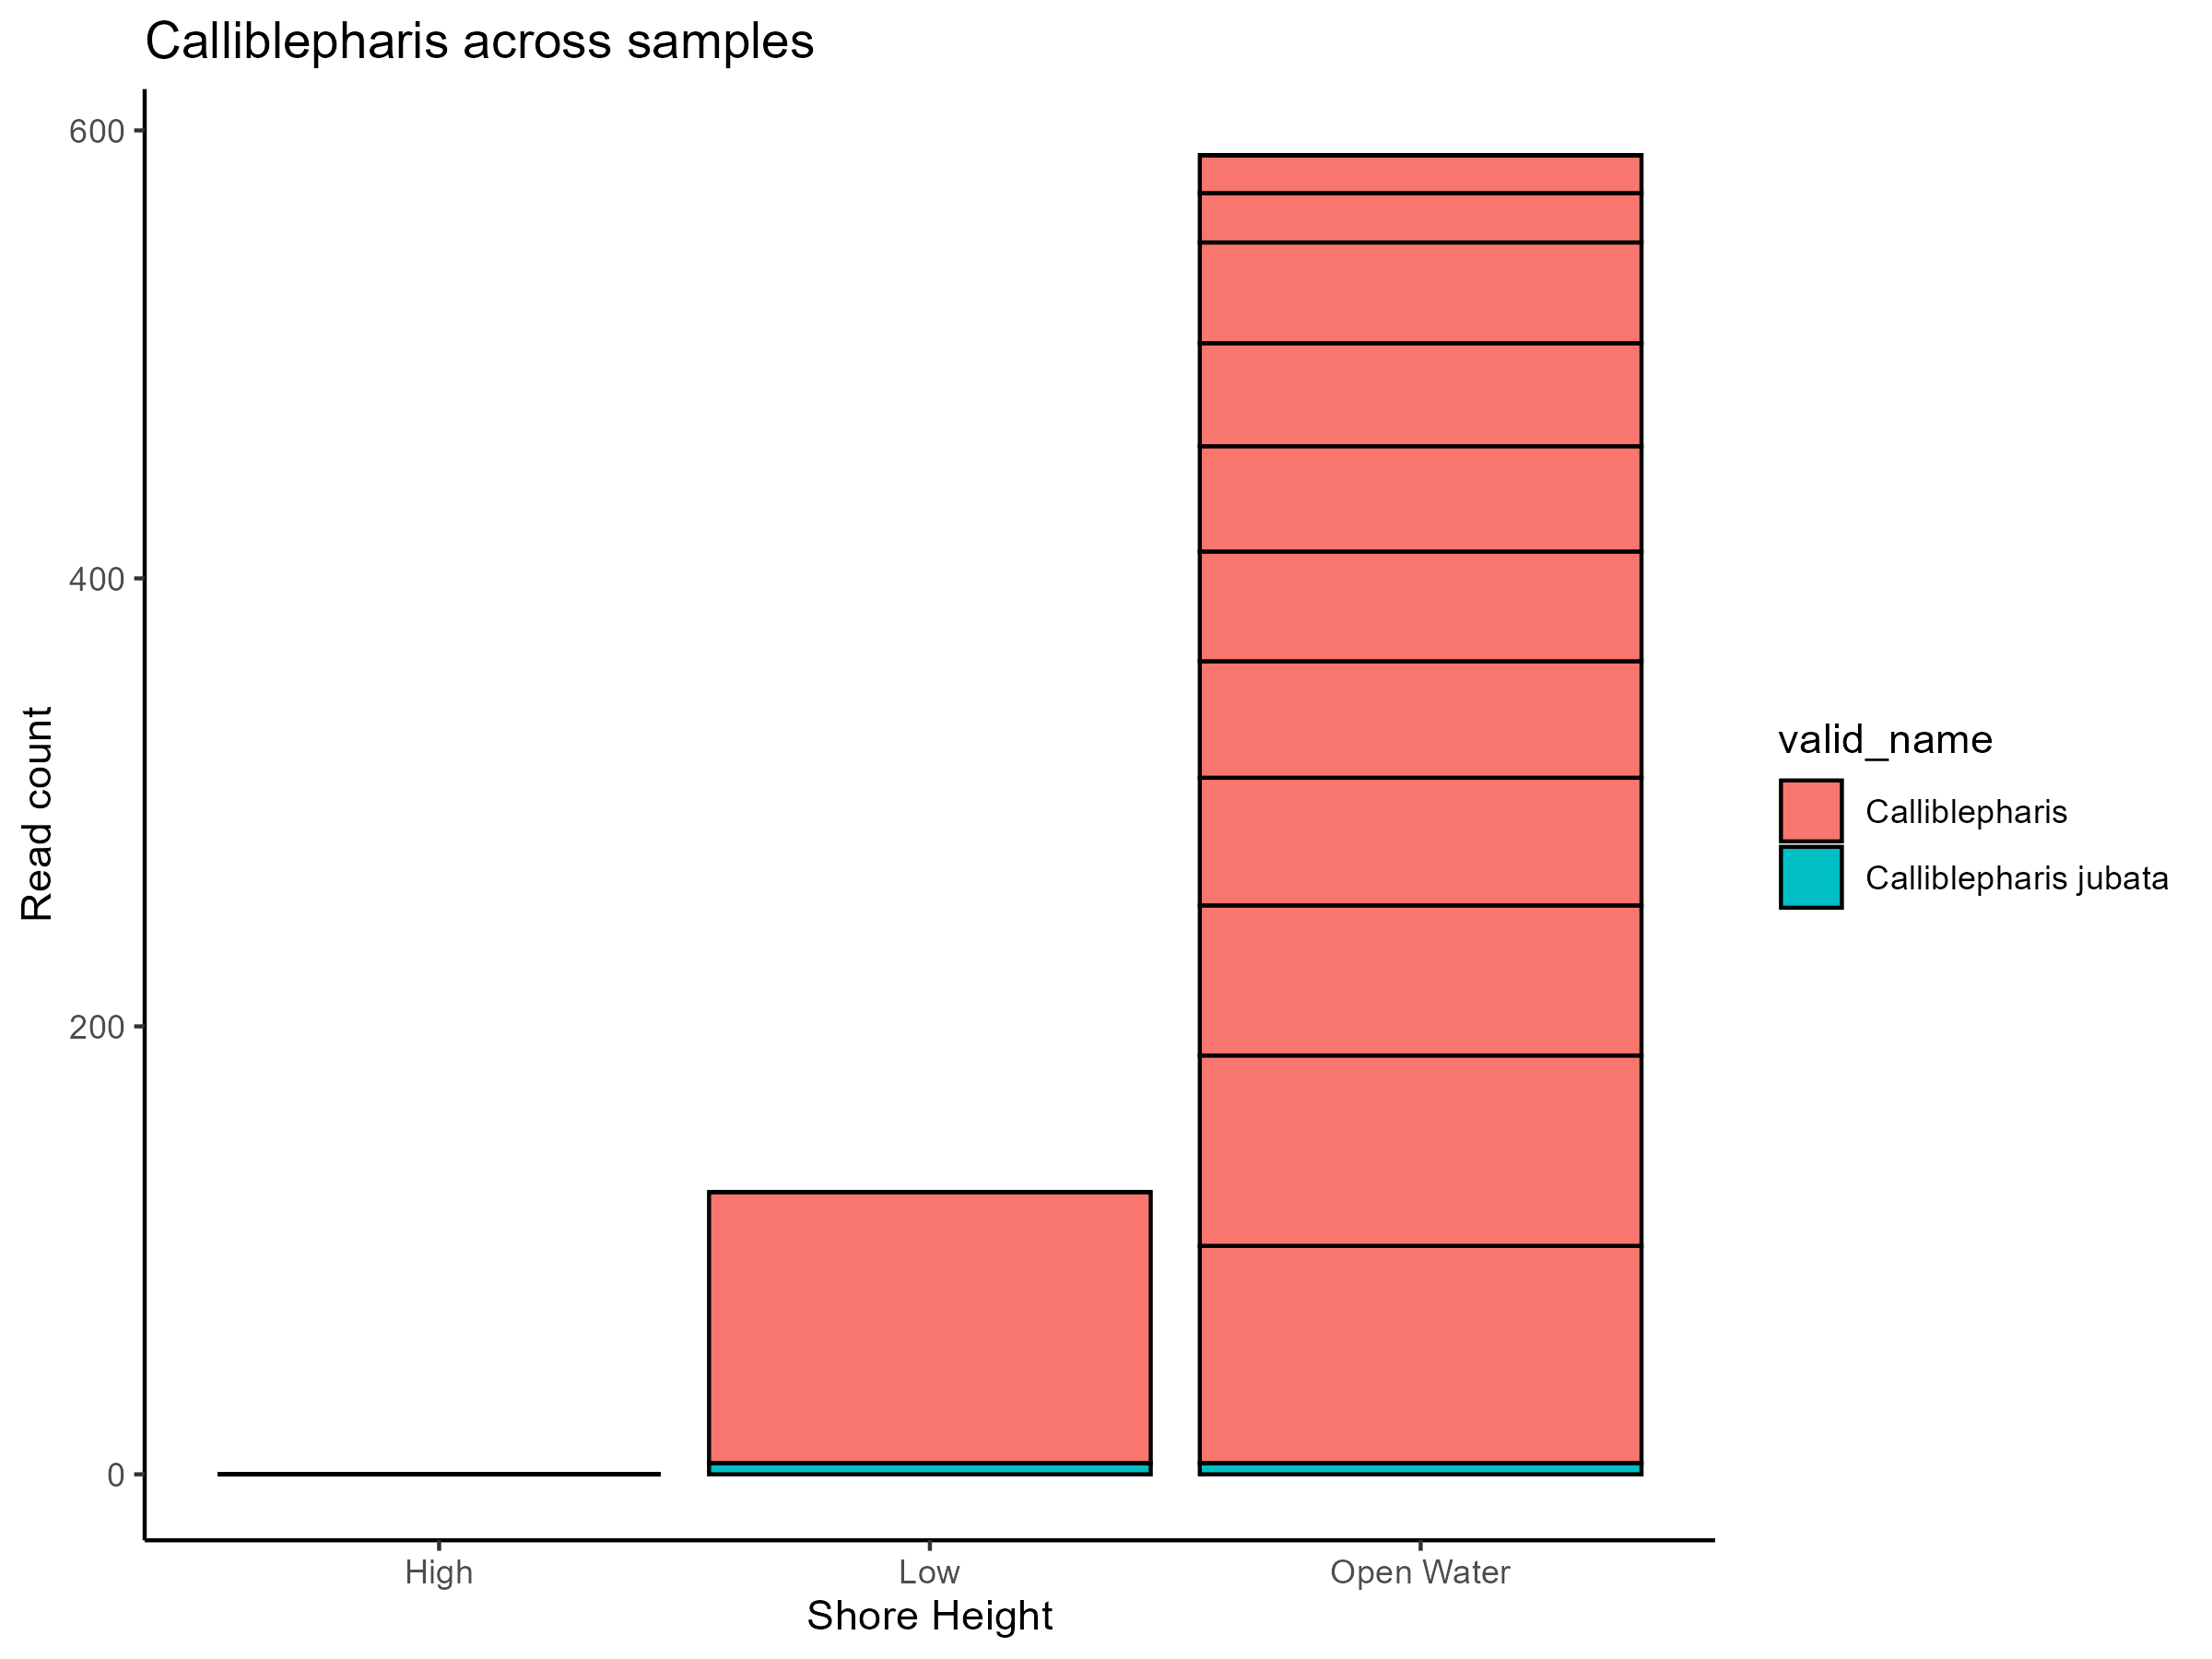 Calliblepharis across samples
600
400
200
0
Read count
High
Low
Open Water
Shore Height
valid_name
Calliblepharis
Calliblepharis jubata